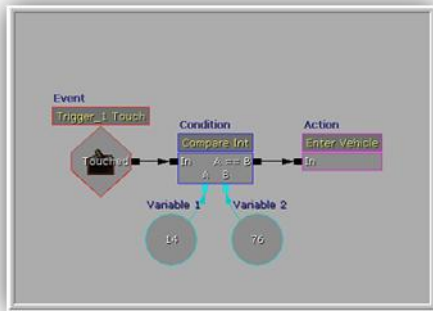 Event
Trigger_1 Touch
Touched
Condition
Compare Int
In A == B
A B
Action
Enter Vehicle
In
Variable 1
14
Variable 2
76